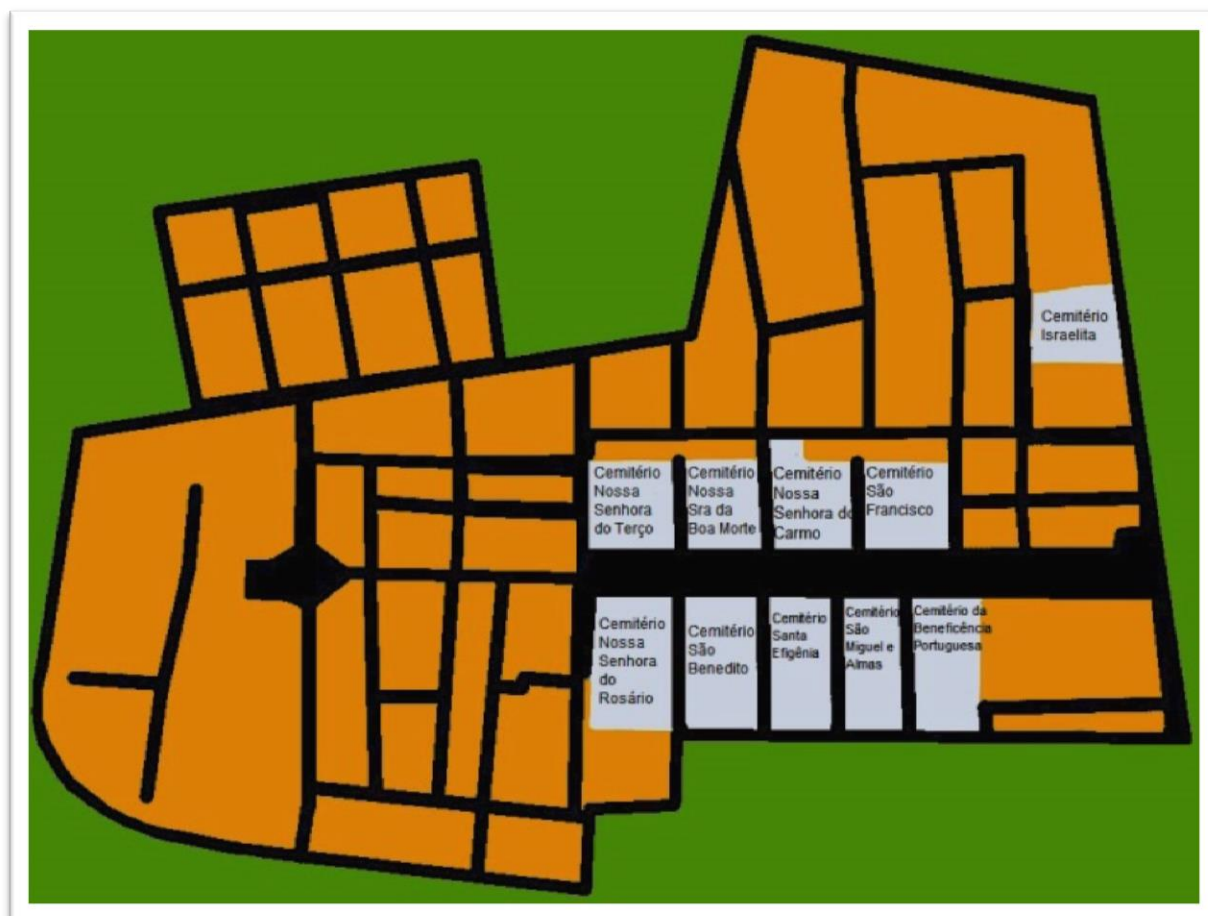 Cemitério
Israelita
Cemitério
Nossa
Senhora
do Terço
Cemitério
Nossa
Sra da
Boa Morte
Cemitério
Nossa
Senhora do
Carmo
Cemitério
São
Francisco
Cemitério
Nossa
Senhora
do
Rosário
Cemitério
São
Benedito
Cemitério
Santa
Efigênia
Cemitério
São
Miguel e
Almas
Cemitério da
Beneficência
Portuguesa